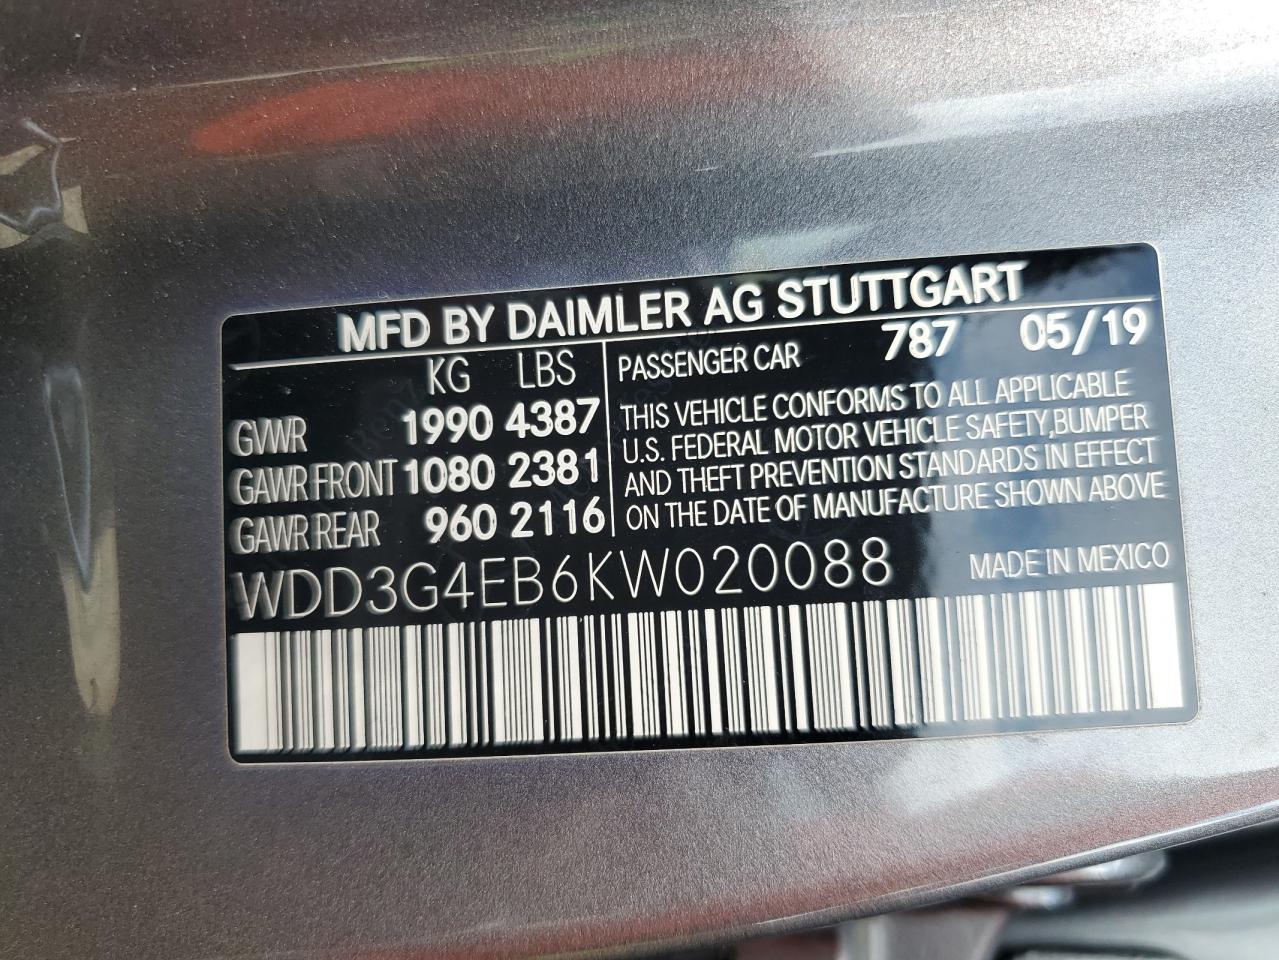 MFD BY DAIMLER AG STUTTGART
KG LBS
GVWR 1990 4387
GAWR FRONT 1080 2381
GAWR REAR 960 2116
PASSENGER CAR 787 05/19
THIS VEHICLE CONFORMS TO ALL APPLICABLE
U.S. FEDERAL MOTOR VEHICLE SAFETY, BUMPER
AND THEFT PREVENTION STANDARDS IN EFFECT
ON THE DATE OF MANUFACTURE SHOWN ABOVE
WDD3G4EB6KW020088 MADE IN MEXICO